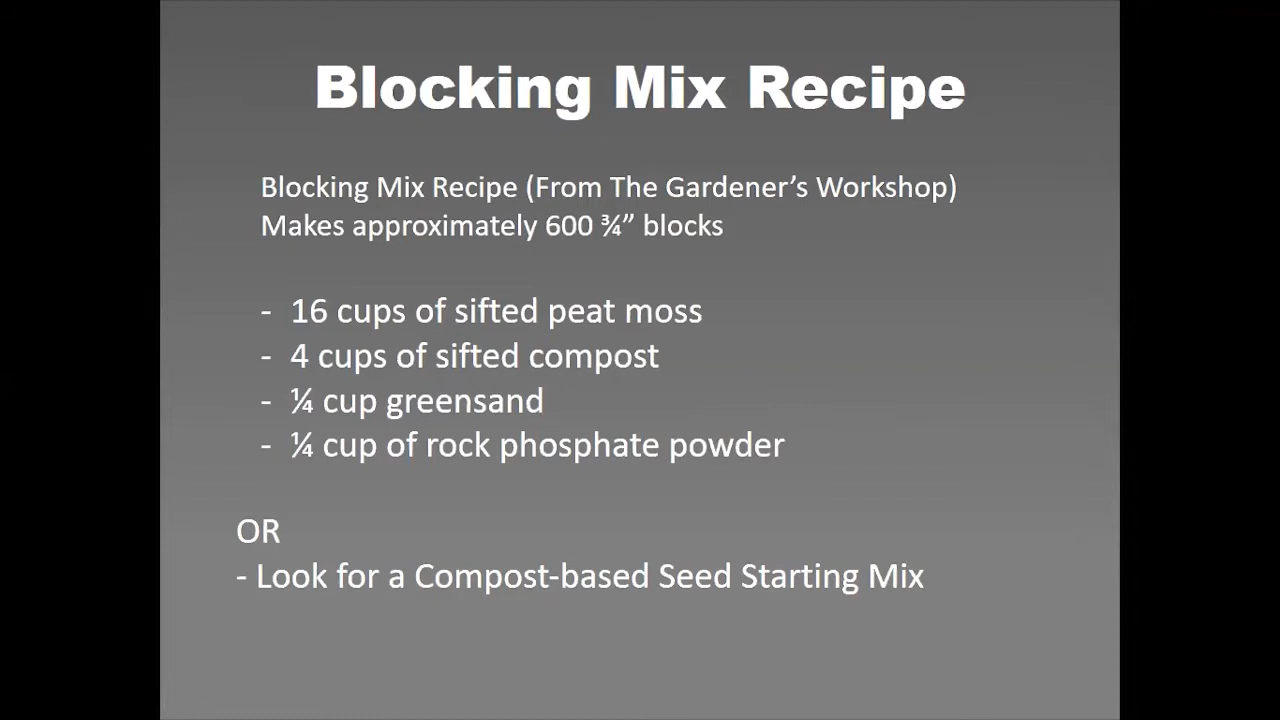 Blocking Mix Recipe
Blocking Mix Recipe (From The Gardener’s Workshop)
Makes approximately 600 ¾” blocks
- 16 cups of sifted peat moss
- 4 cups of sifted compost
- ¼ cup greensand
- ¼ cup of rock phosphate powder
OR
- Look for a Compost-based Seed Starting Mix